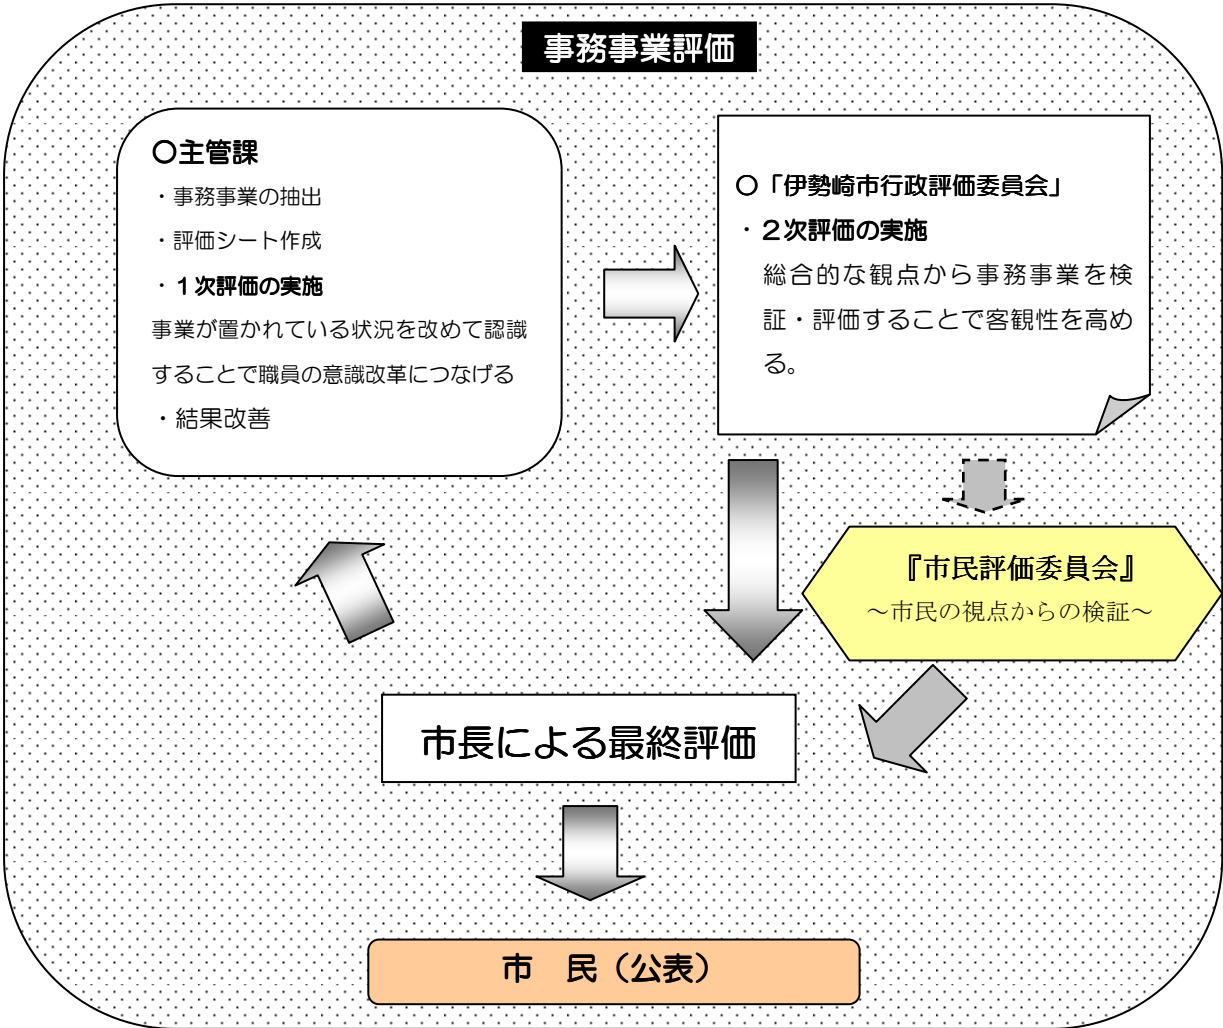 事務事業評価
〇主管課
・事務事業の抽出
・評価シート作成
・１次評価の実施
事業が置かれている状況を改めて認識
することで職員の意識改革につなげる
・結果改善
〇「伊勢崎市行政評価委員会」
・２次評価の実施
総合的な観点から事務事業を検
証・評価することで客観性を高め
る。
『市民評価委員会』
～市民の視点からの検証～
市長による最終評価
市　民（公表）